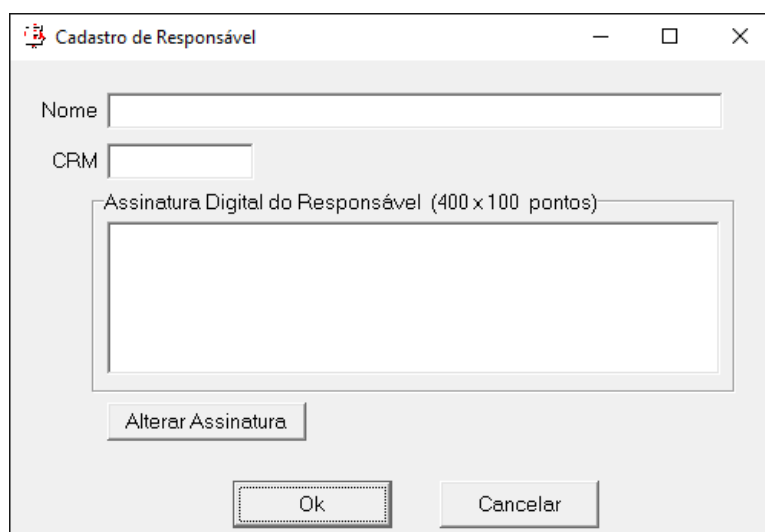 Cadastro de Responsável
Nome
CRM
Assinatura Digital do Responsável (400 x 100 pontos)
Alterar Assinatura
Ok
Cancelar